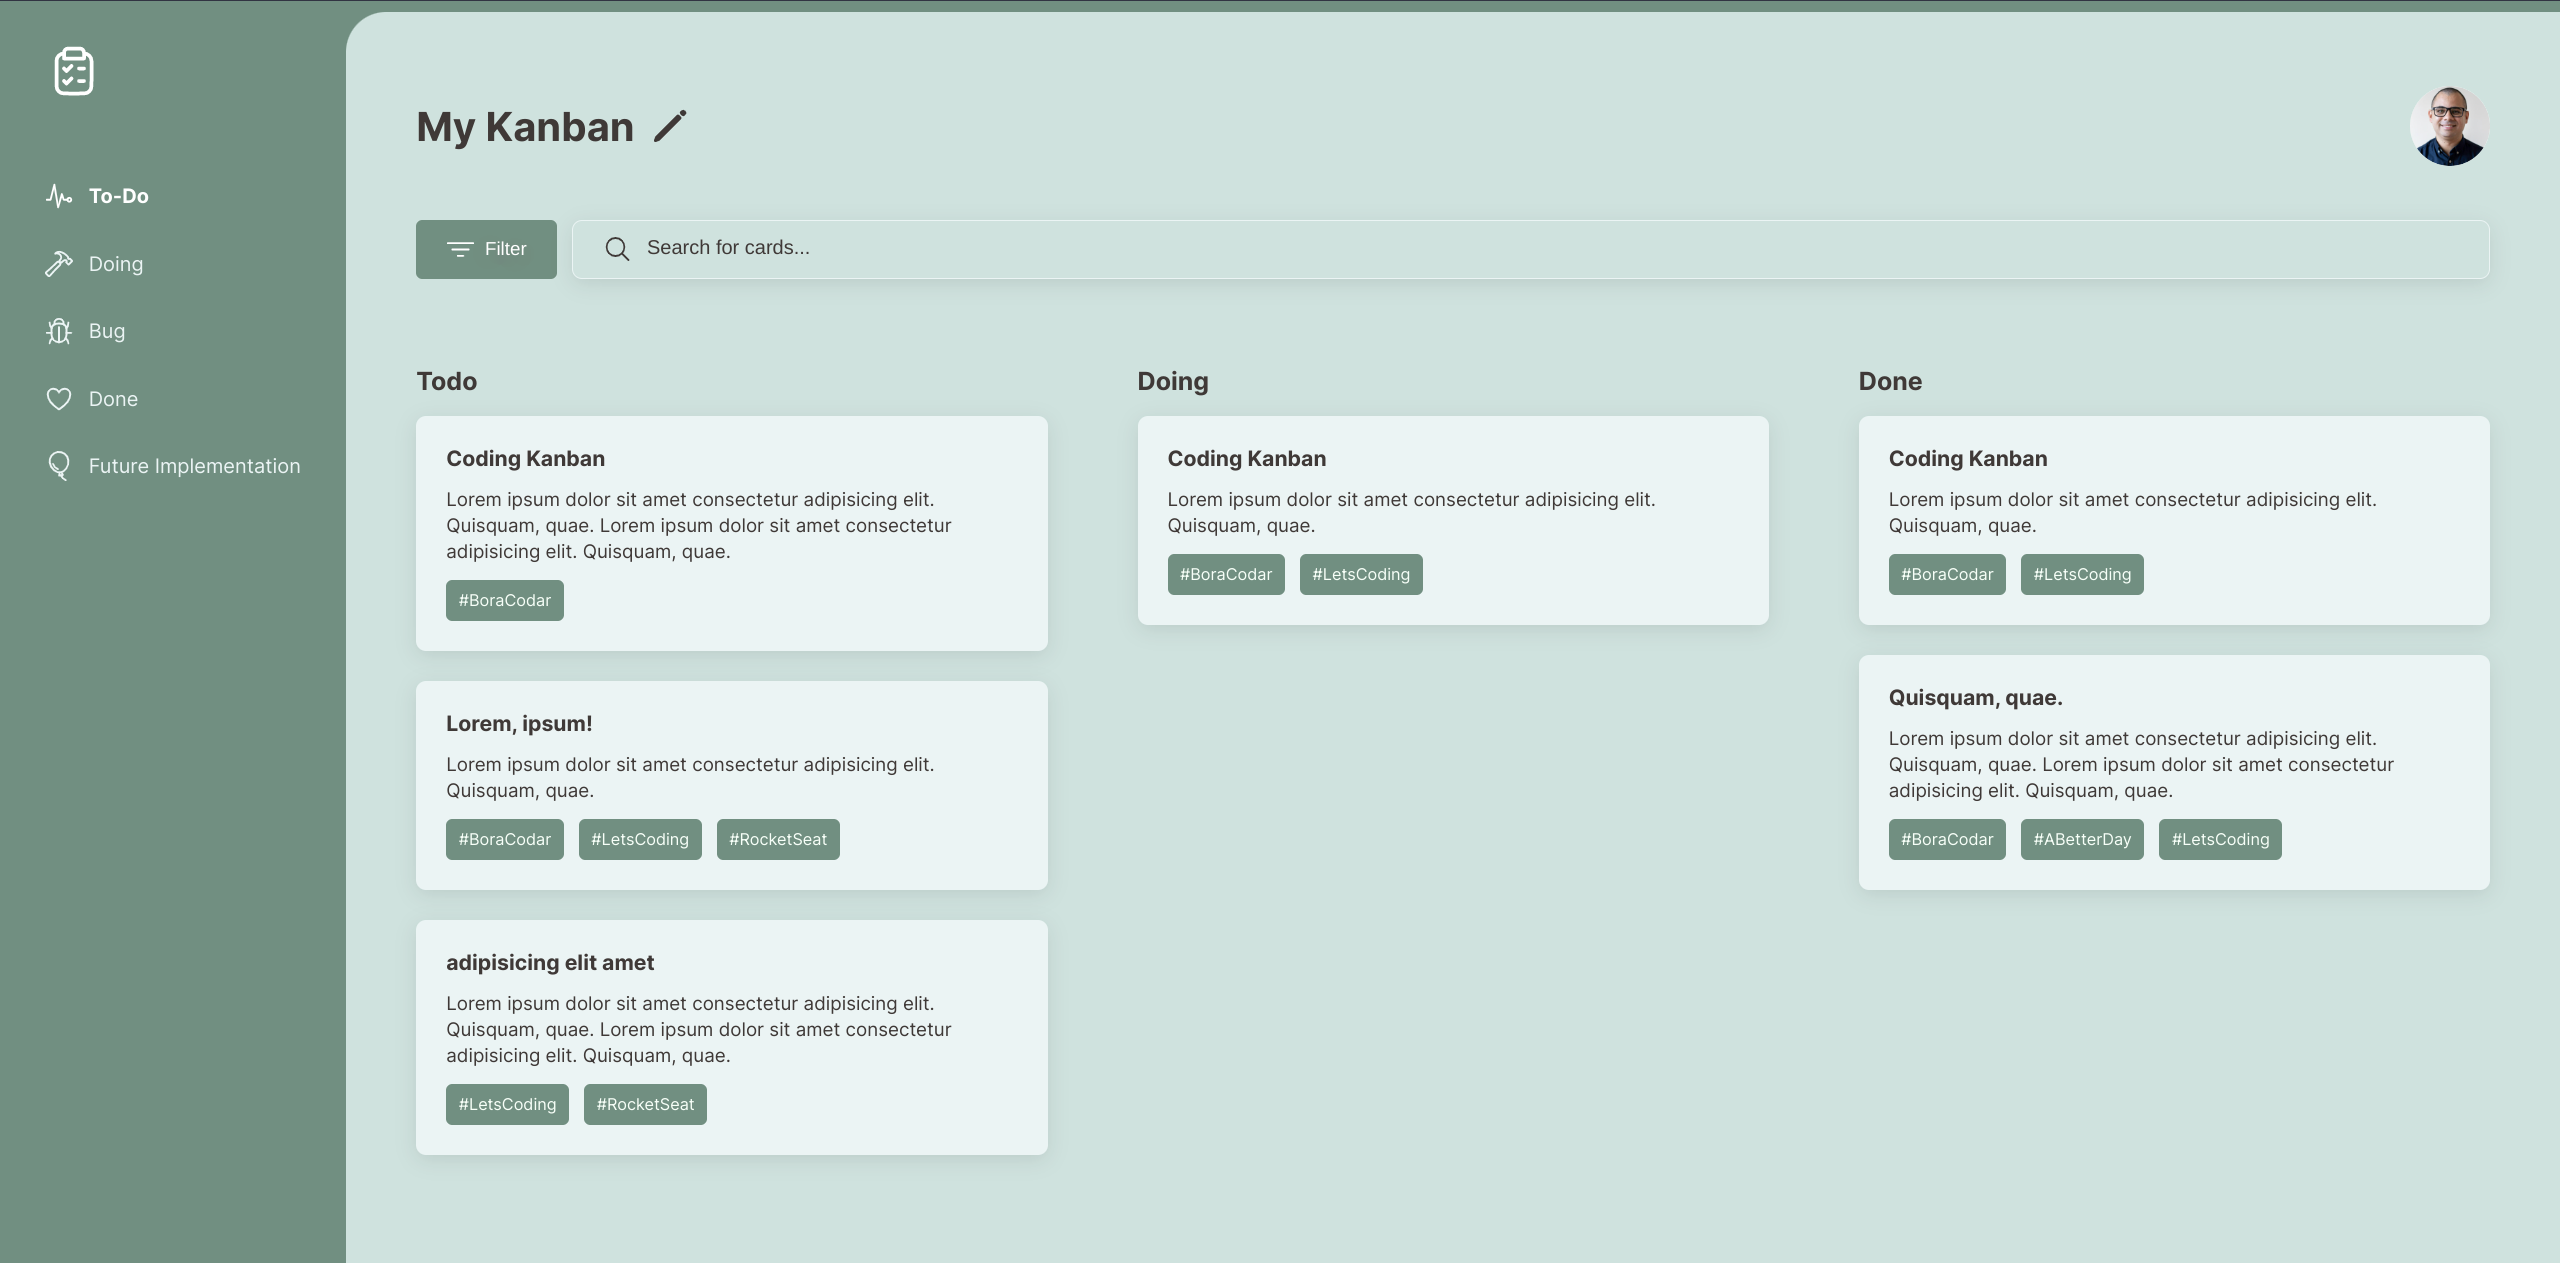 To-Do
Doing
Bug
Done
Future Implementation
My Kanban
Filter
Search for cards...
Todo
Coding Kanban
Lorem ipsum dolor sit amet consectetur adipisicing elit.
Quisquam, quae. Lorem ipsum dolor sit amet consectetur
adipisicing elit. Quisquam, quae.
#BoraCodar
Lorem, ipsum!
Lorem ipsum dolor sit amet consectetur adipisicing elit.
Quisquam, quae.
#BoraCodar #LetsCoding #RocketSeat
adipisicing elit amet
Lorem ipsum dolor sit amet consectetur adipisicing elit.
Quisquam, quae. Lorem ipsum dolor sit amet consectetur
adipisicing elit. Quisquam, quae.
#LetsCoding #RocketSeat
Doing
Coding Kanban
Lorem ipsum dolor sit amet consectetur adipisicing elit.
Quisquam, quae.
#BoraCodar #LetsCoding
Done
Coding Kanban
Lorem ipsum dolor sit amet consectetur adipisicing elit.
Quisquam, quae.
#BoraCodar #LetsCoding
Quisquam, quae.
Lorem ipsum dolor sit amet consectetur adipisicing elit.
Quisquam, quae. Lorem ipsum dolor sit amet consectetur
adipisicing elit. Quisquam, quae.
#BoraCodar #ABetterDay #LetsCoding